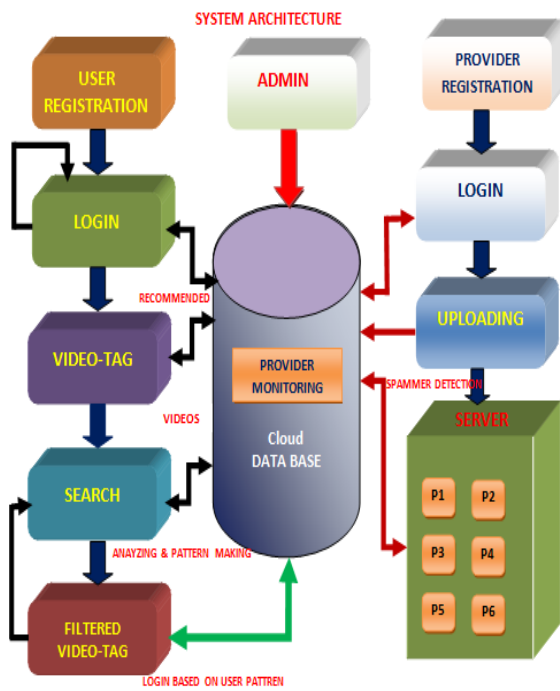 SYSTEM ARCHITECTURE
USER
REGISTRATION
ADMIN
PROVIDER
REGISTRATION
LOGIN
LOGIN
RECOMMENDED
VIDEO-TAG
UPLOADING
PROVIDER
MONITORING
SPAMMER DETECTION
VIDEOS
Cloud
DATA BASE
SERVER
SEARCH
P1
P2
P3
P4
P5
P6
ANAYZING & PATTERN MAKING
FILTERED
VIDEO-TAG
LOGIN BASED ON USER PATTREN